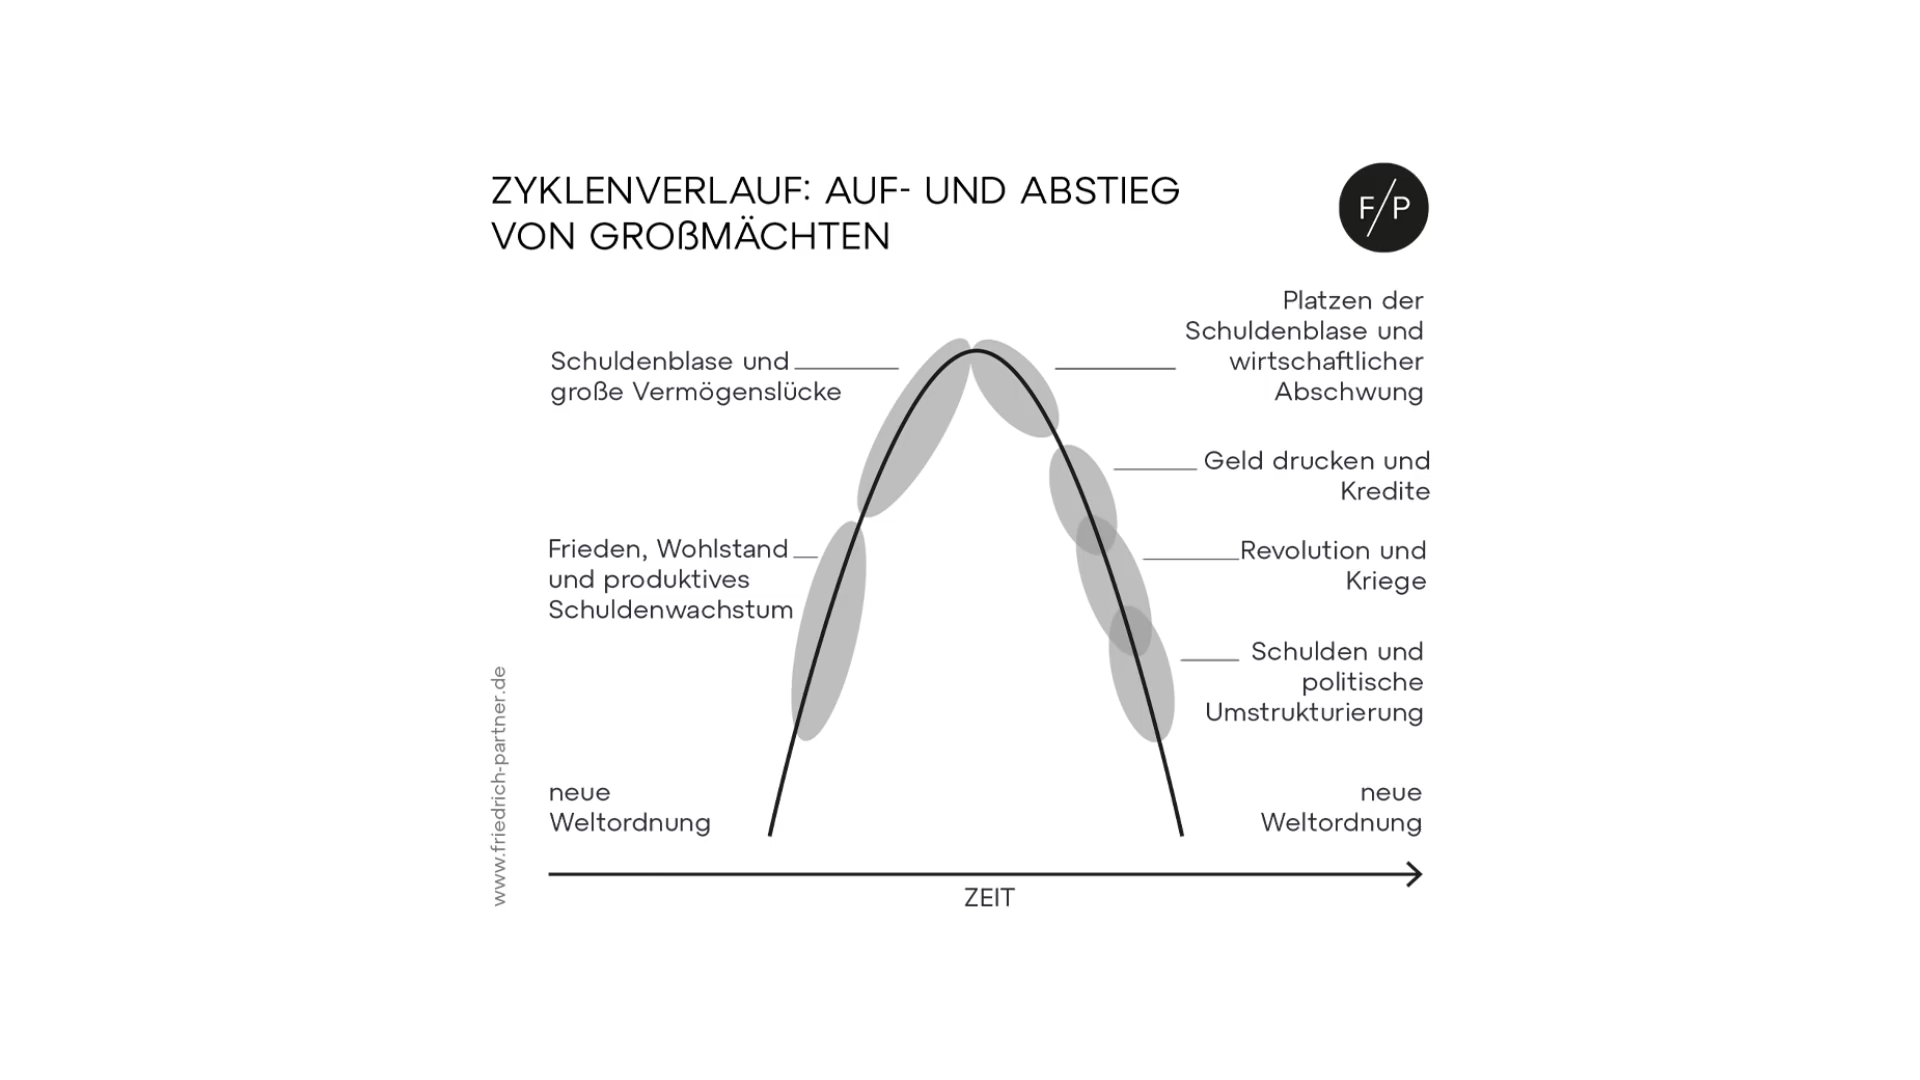 ZYKLENVERLAUF: AUF- UND ABSTIEG
VON GROẞMÄCHTEN
F/P
Schuldenblase und
große Vermögenslücke
Frieden, Wohlstand
und produktives
Schuldenwachstum
neue
Weltordnung
Platzen der
Schuldenblase und
wirtschaftlicher
Abschwung
Geld drucken und
Kredite
Revolution und
Kriege
Schulden und
politische
Umstrukturierung
neue
Weltordnung
ZEIT
www.friedrich-partner.de